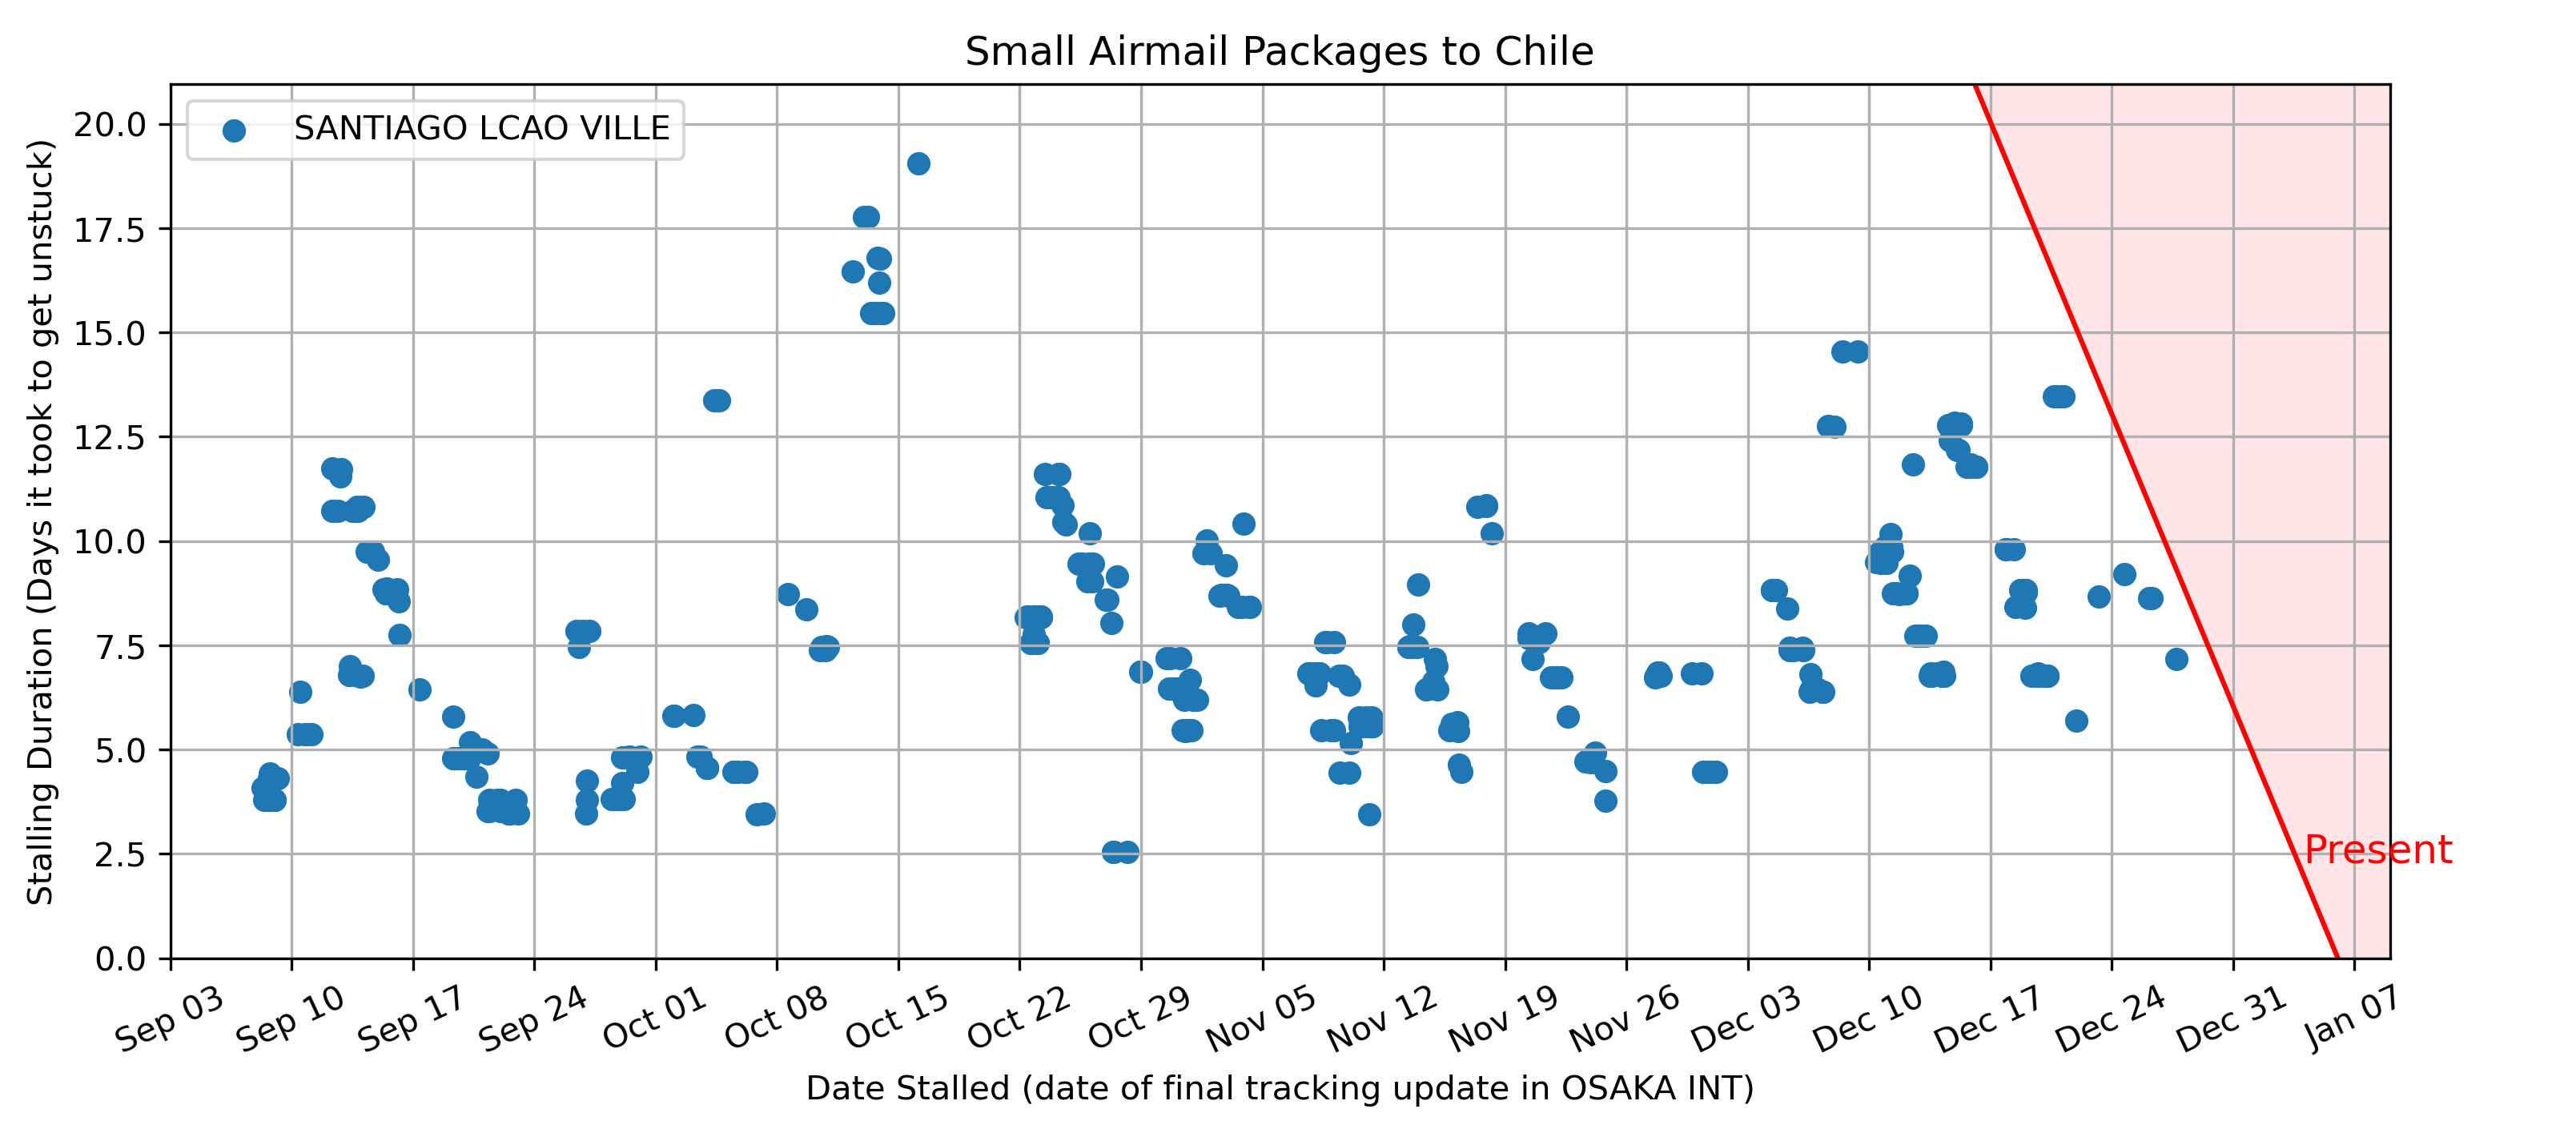 Small Airmail Packages to Chile
SANTIAGO LCAO VILLE
Stalling Duration (Days it took to get unstuck)
20.0
17.5
15.0
12.5
10.0
7.5
5.0
2.5
0.0
Present
Sep 03
Sep 10
Sep 17
Sep 24
Oct 01
Oct 08
Oct 15
Oct 22
Oct 29
Nov 05
Nov 12
Nov 19
Nov 26
Dec 03
Dec 10
Dec 17
Dec 24
Dec 31
Jan 07
Date Stalled (date of final tracking update in OSAKA INT)